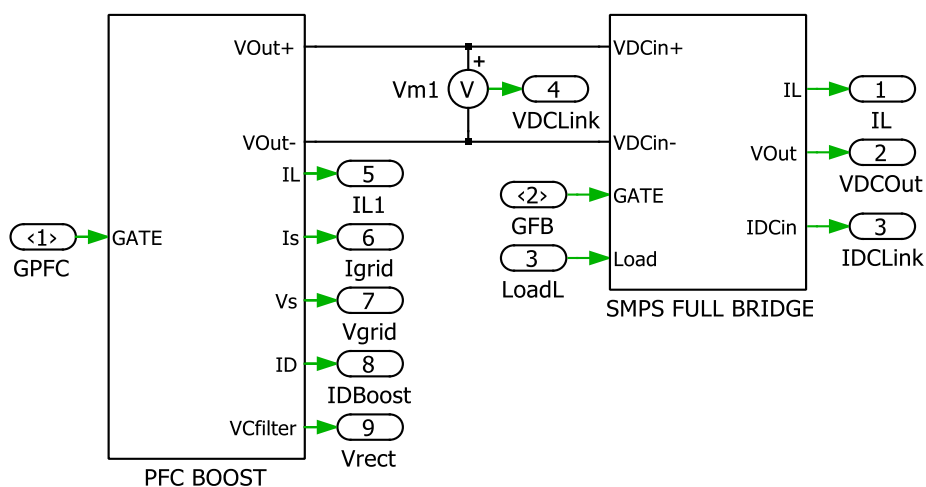 VOut+
VDCin+
+
Vm1
V
4
VDCLink
IL
1
IL
VOut-
VDCin-
VOut
2
VDCOut
IL
5
IL1
‹2›
GATE
GFB
‹1›
GATE
GPFC
Is
6
Igrid
IDCin
3
IDCLink
3
Load
LoadL
Vs
7
Vgrid
SMPS FULL BRIDGE
ID
8
IDBoost
VCfilter
9
Vrect
PFC BOOST